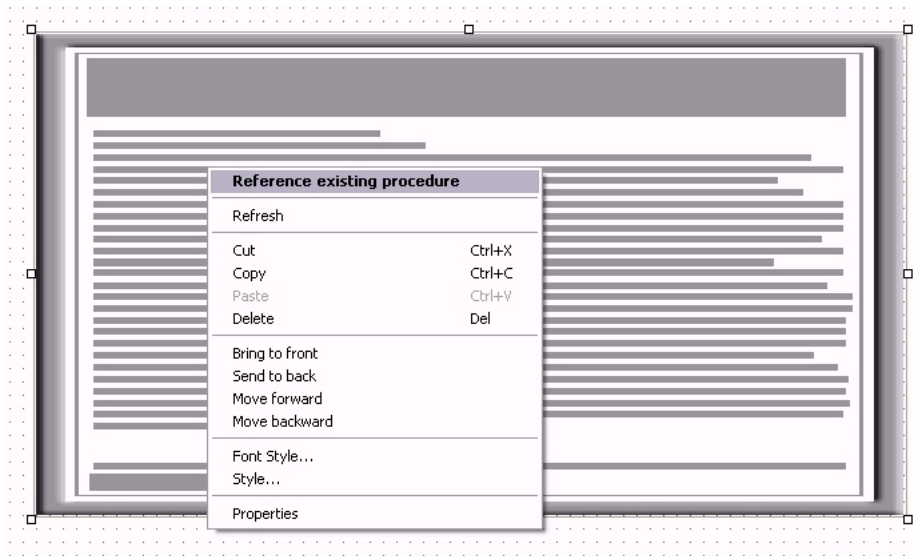 Reference existing procedure
Refresh
Cut Ctrl+X
Copy Ctrl+C
Paste Ctrl+V
Delete Del
Bring to front
Send to back
Move forward
Move backward
Font Style...
Style...
Properties